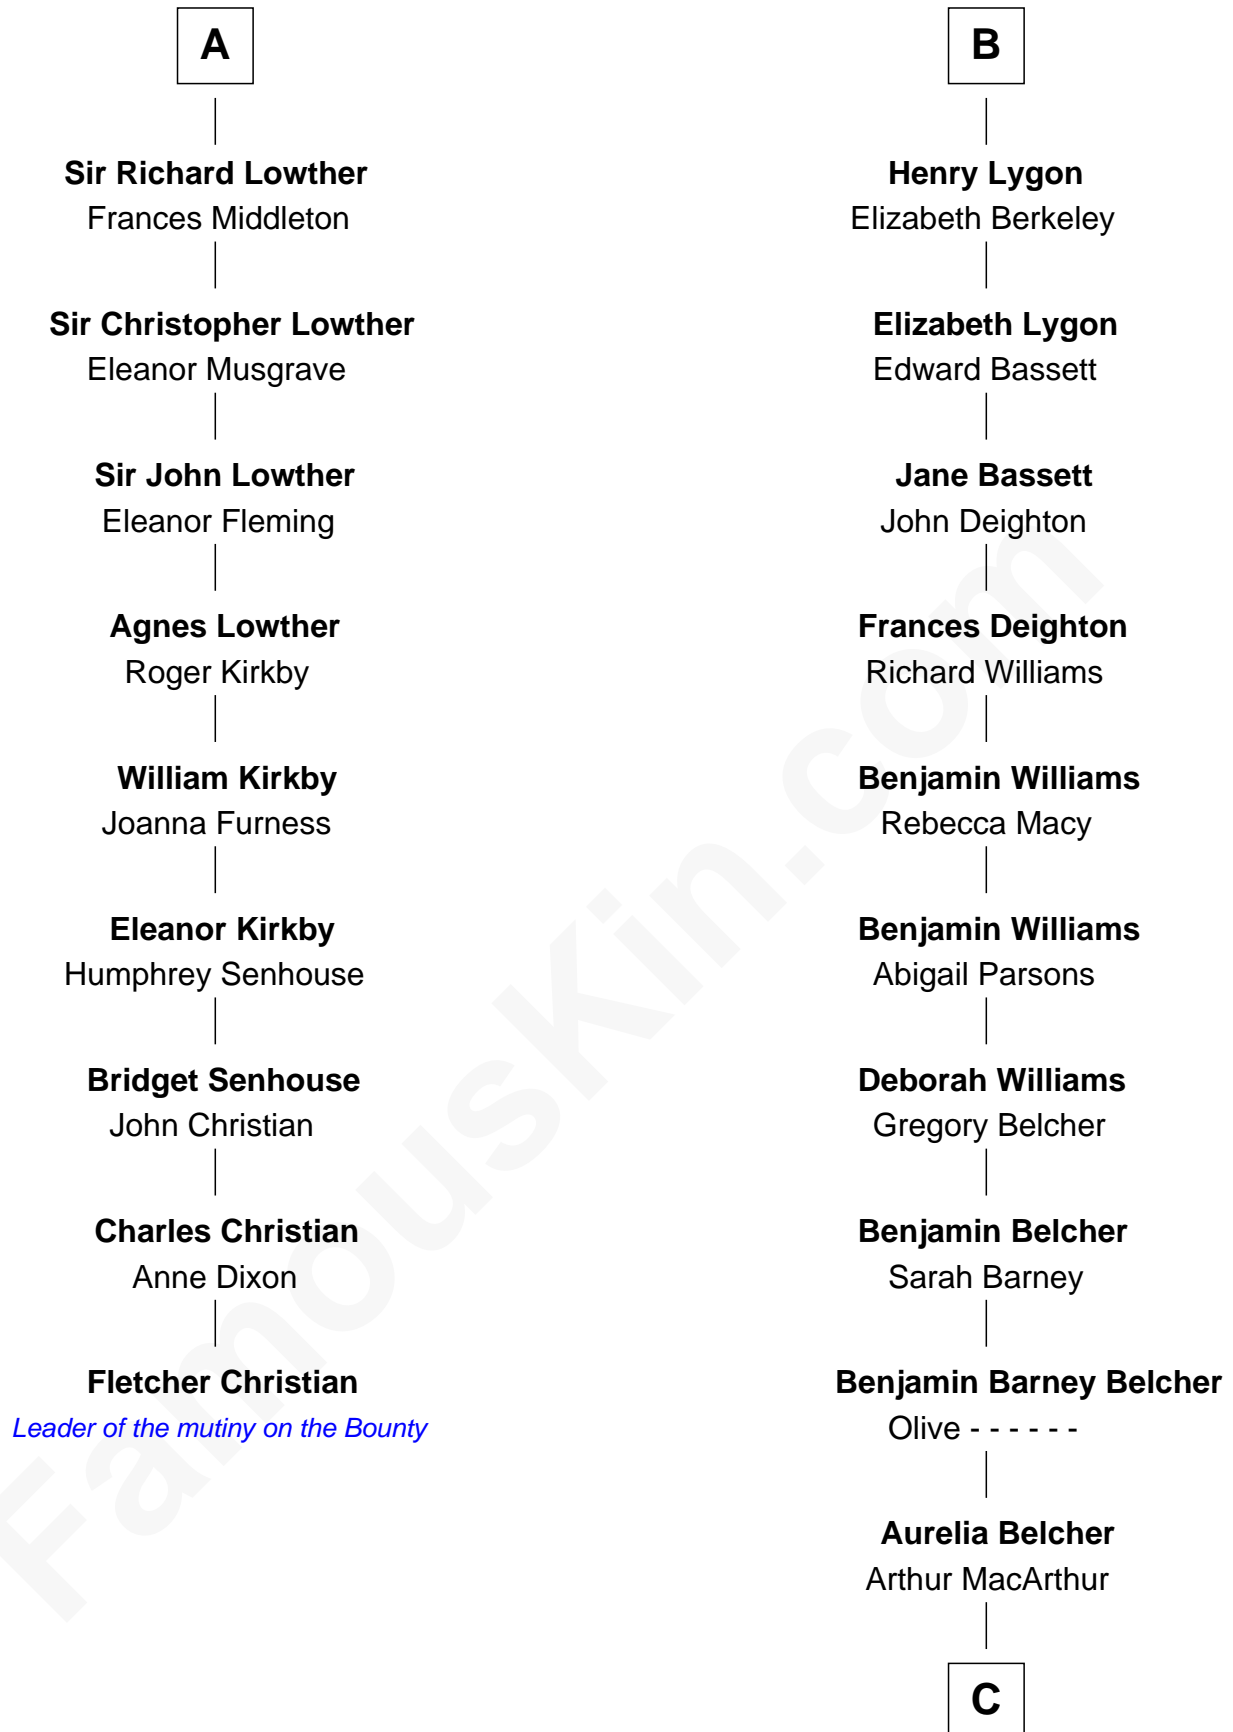 A
Sir Richard Lowther
Frances Middleton
Sir Christopher Lowther
Eleanor Musgrave
Sir John Lowther
Eleanor Fleming
Agnes Lowther
Roger Kirkby
William Kirkby
Joanna Furness
Eleanor Kirkby
Humphrey Senhouse
Bridget Senhouse
John Christian
Charles Christian
Anne Dixon
Fletcher Christian
Leader of the mutiny on the Bounty
B
Henry Lygon
Elizabeth Berkeley
Elizabeth Lygon
Edward Bassett
Jane Bassett
John Deighton
Frances Deighton
Richard Williams
Benjamin Williams
Rebecca Macy
Benjamin Williams
Abigail Parsons
Deborah Williams
Gregory Belcher
Benjamin Belcher
Sarah Barney
Benjamin Barney Belcher
Olive - - - - - -
Aurelia Belcher
Arthur MacArthur
C
FamousKin.com